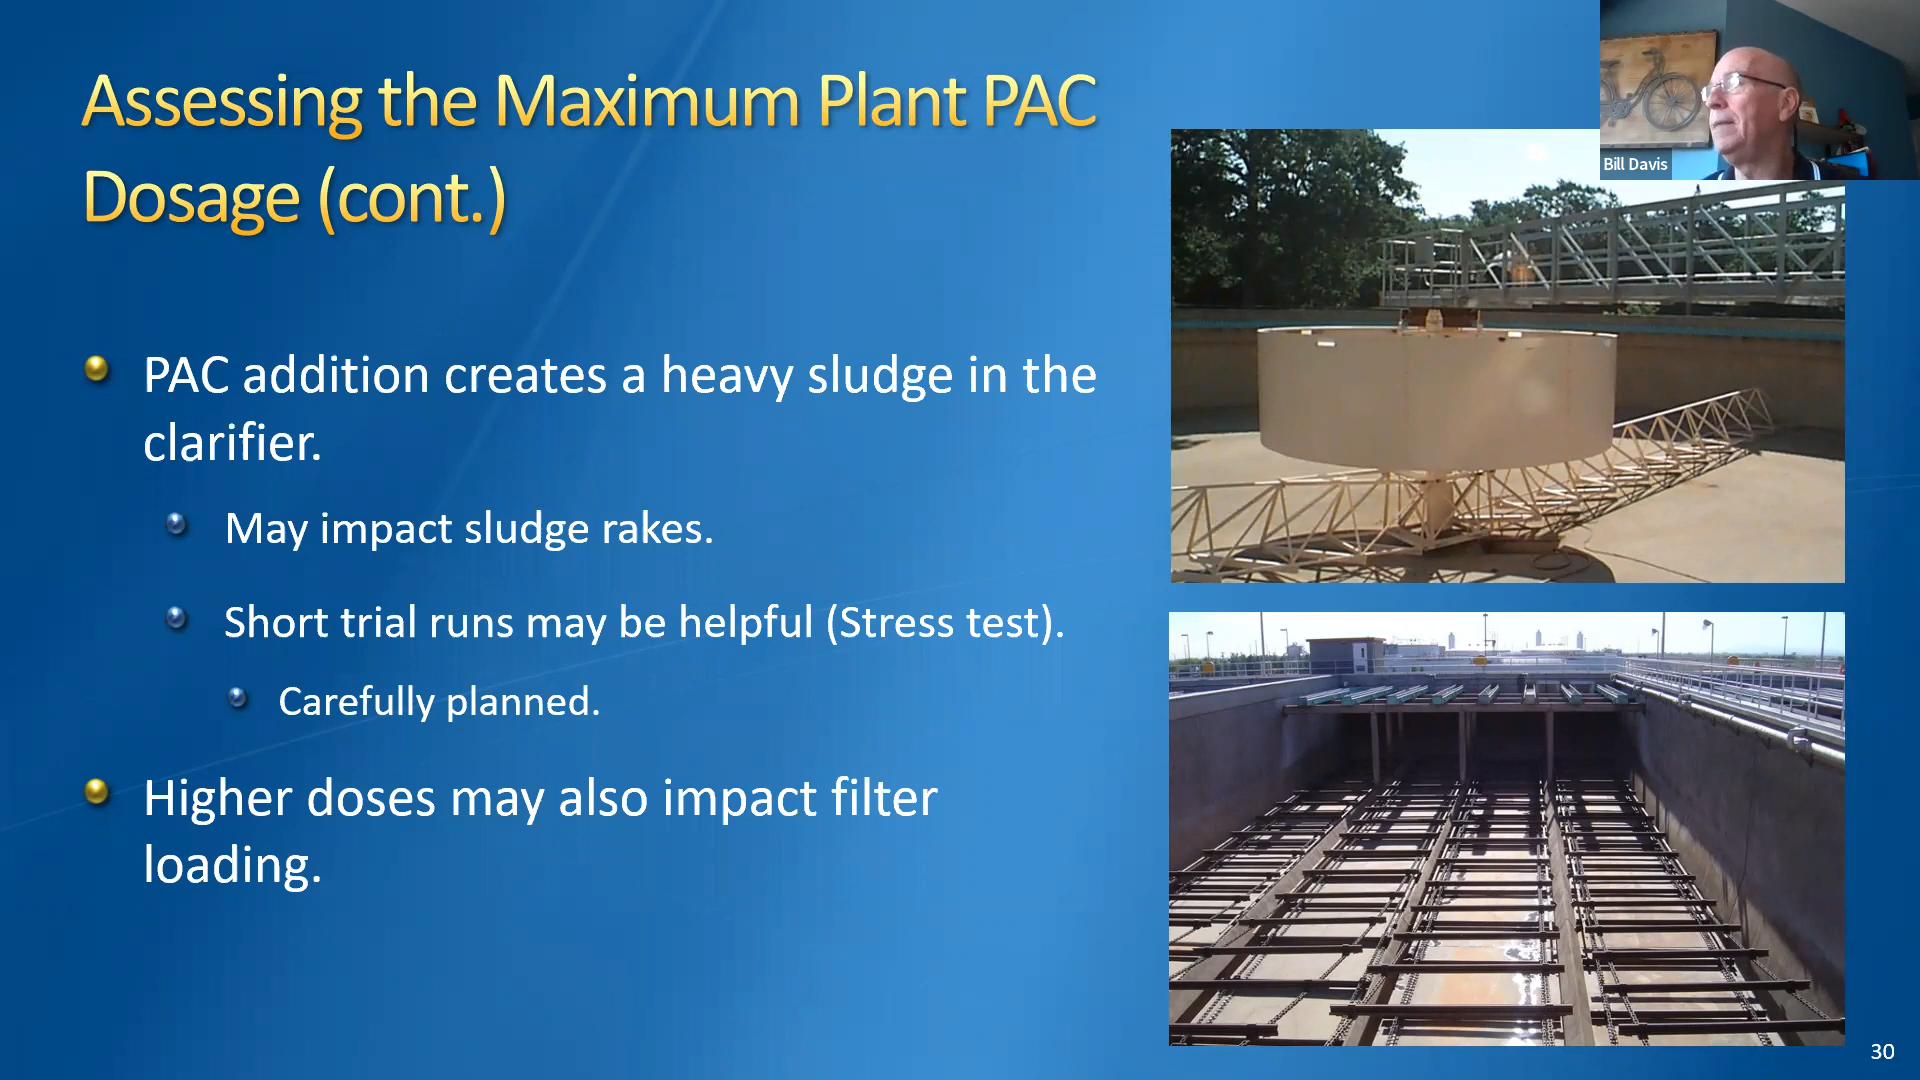 Assessing the Maximum Plant PAC
Dosage (cont.)
Bill Davis
PAC addition creates a heavy sludge in the
clarifier.
May impact sludge rakes.
Short trial runs may be helpful (Stress test).
Carefully planned.
Higher doses may also impact filter
loading.
30